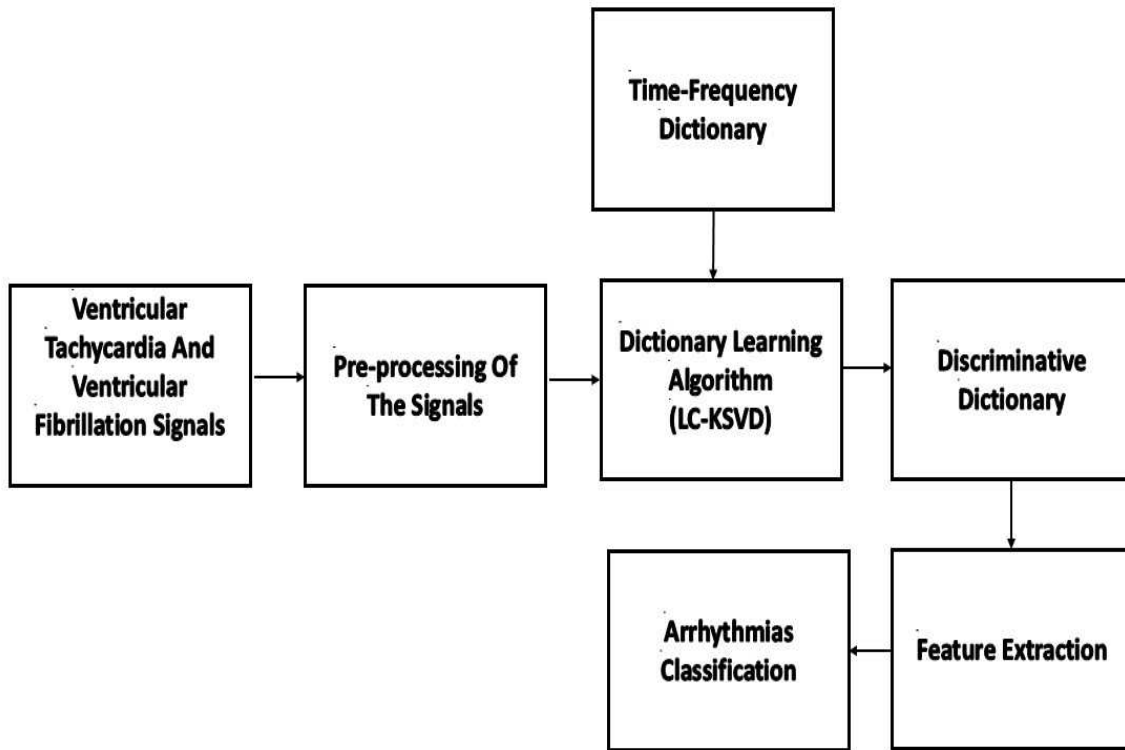 Time-Frequency
Dictionary
Ventricular
Tachycardia And
Ventricular
Fibrillation Signals
Pre-processing Of
The Signals
Dictionary Learning
Algorithm
(LC-KSVD)
Discriminative
Dictionary
Arrhythmias
Classification
Feature Extraction